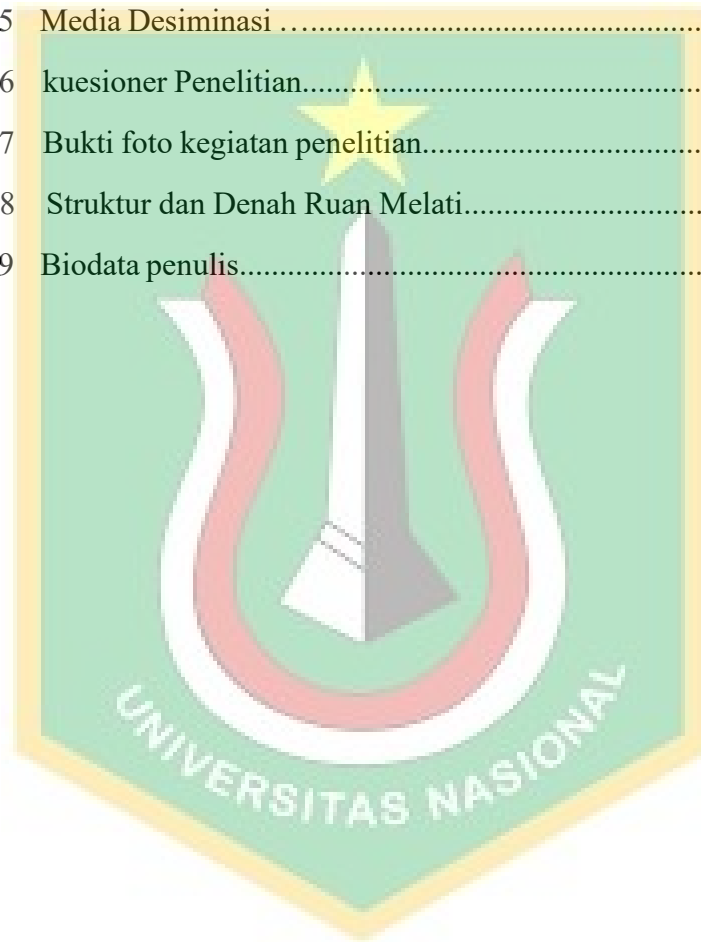 5 Media Desiminasi ….......................................................
6 kuesioner Penelitian.......................................................
7 Bukti foto kegiatan penelitian.......................................
8 Struktur dan Denah Ruan Melati..................................
9 Biodata penulis...............................................................
UNIVERSITAS NASIONAL